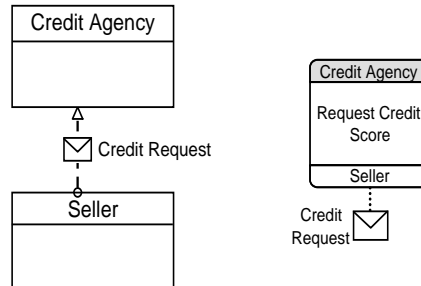 Credit Agency
Credit Request
Seller
Credit Agency
Request Credit
Score
Seller
Credit
Request